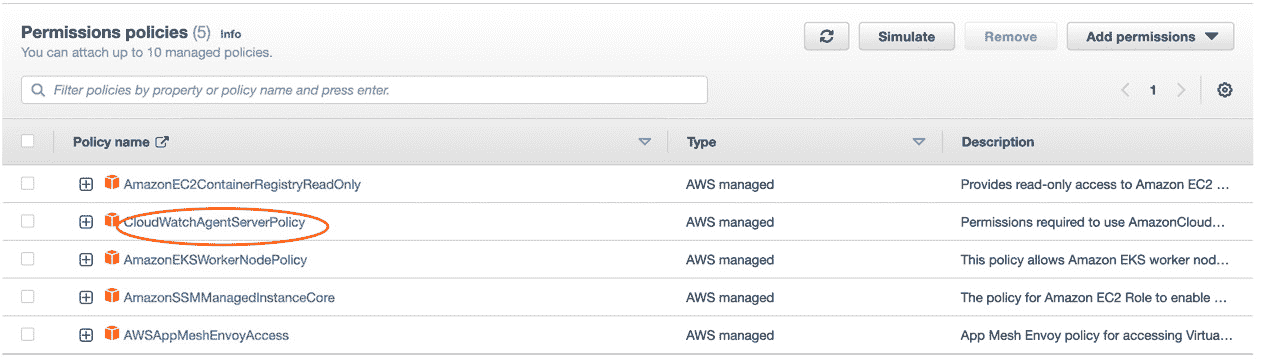 Permissions policies (5) Info
You can attach up to 10 managed policies.
Simulate Remove Add permissions
Filter policies by property or policy name and press enter.
1
Policy name Type Description
AmazonEC2ContainerRegistryReadOnly AWS managed Provides read-only access to Amazon EC2 ...
CloudWatchAgentServerPolicy AWS managed Permissions required to use AmazonCloud...
AmazonEKSWorkerNodePolicy AWS managed This policy allows Amazon EKS worker nod...
AmazonSSMManagedInstanceCore AWS managed The policy for Amazon EC2 Role to enable ...
AWSAppMeshEnvoyAccess AWS managed App Mesh Envoy policy for accessing Virtua...